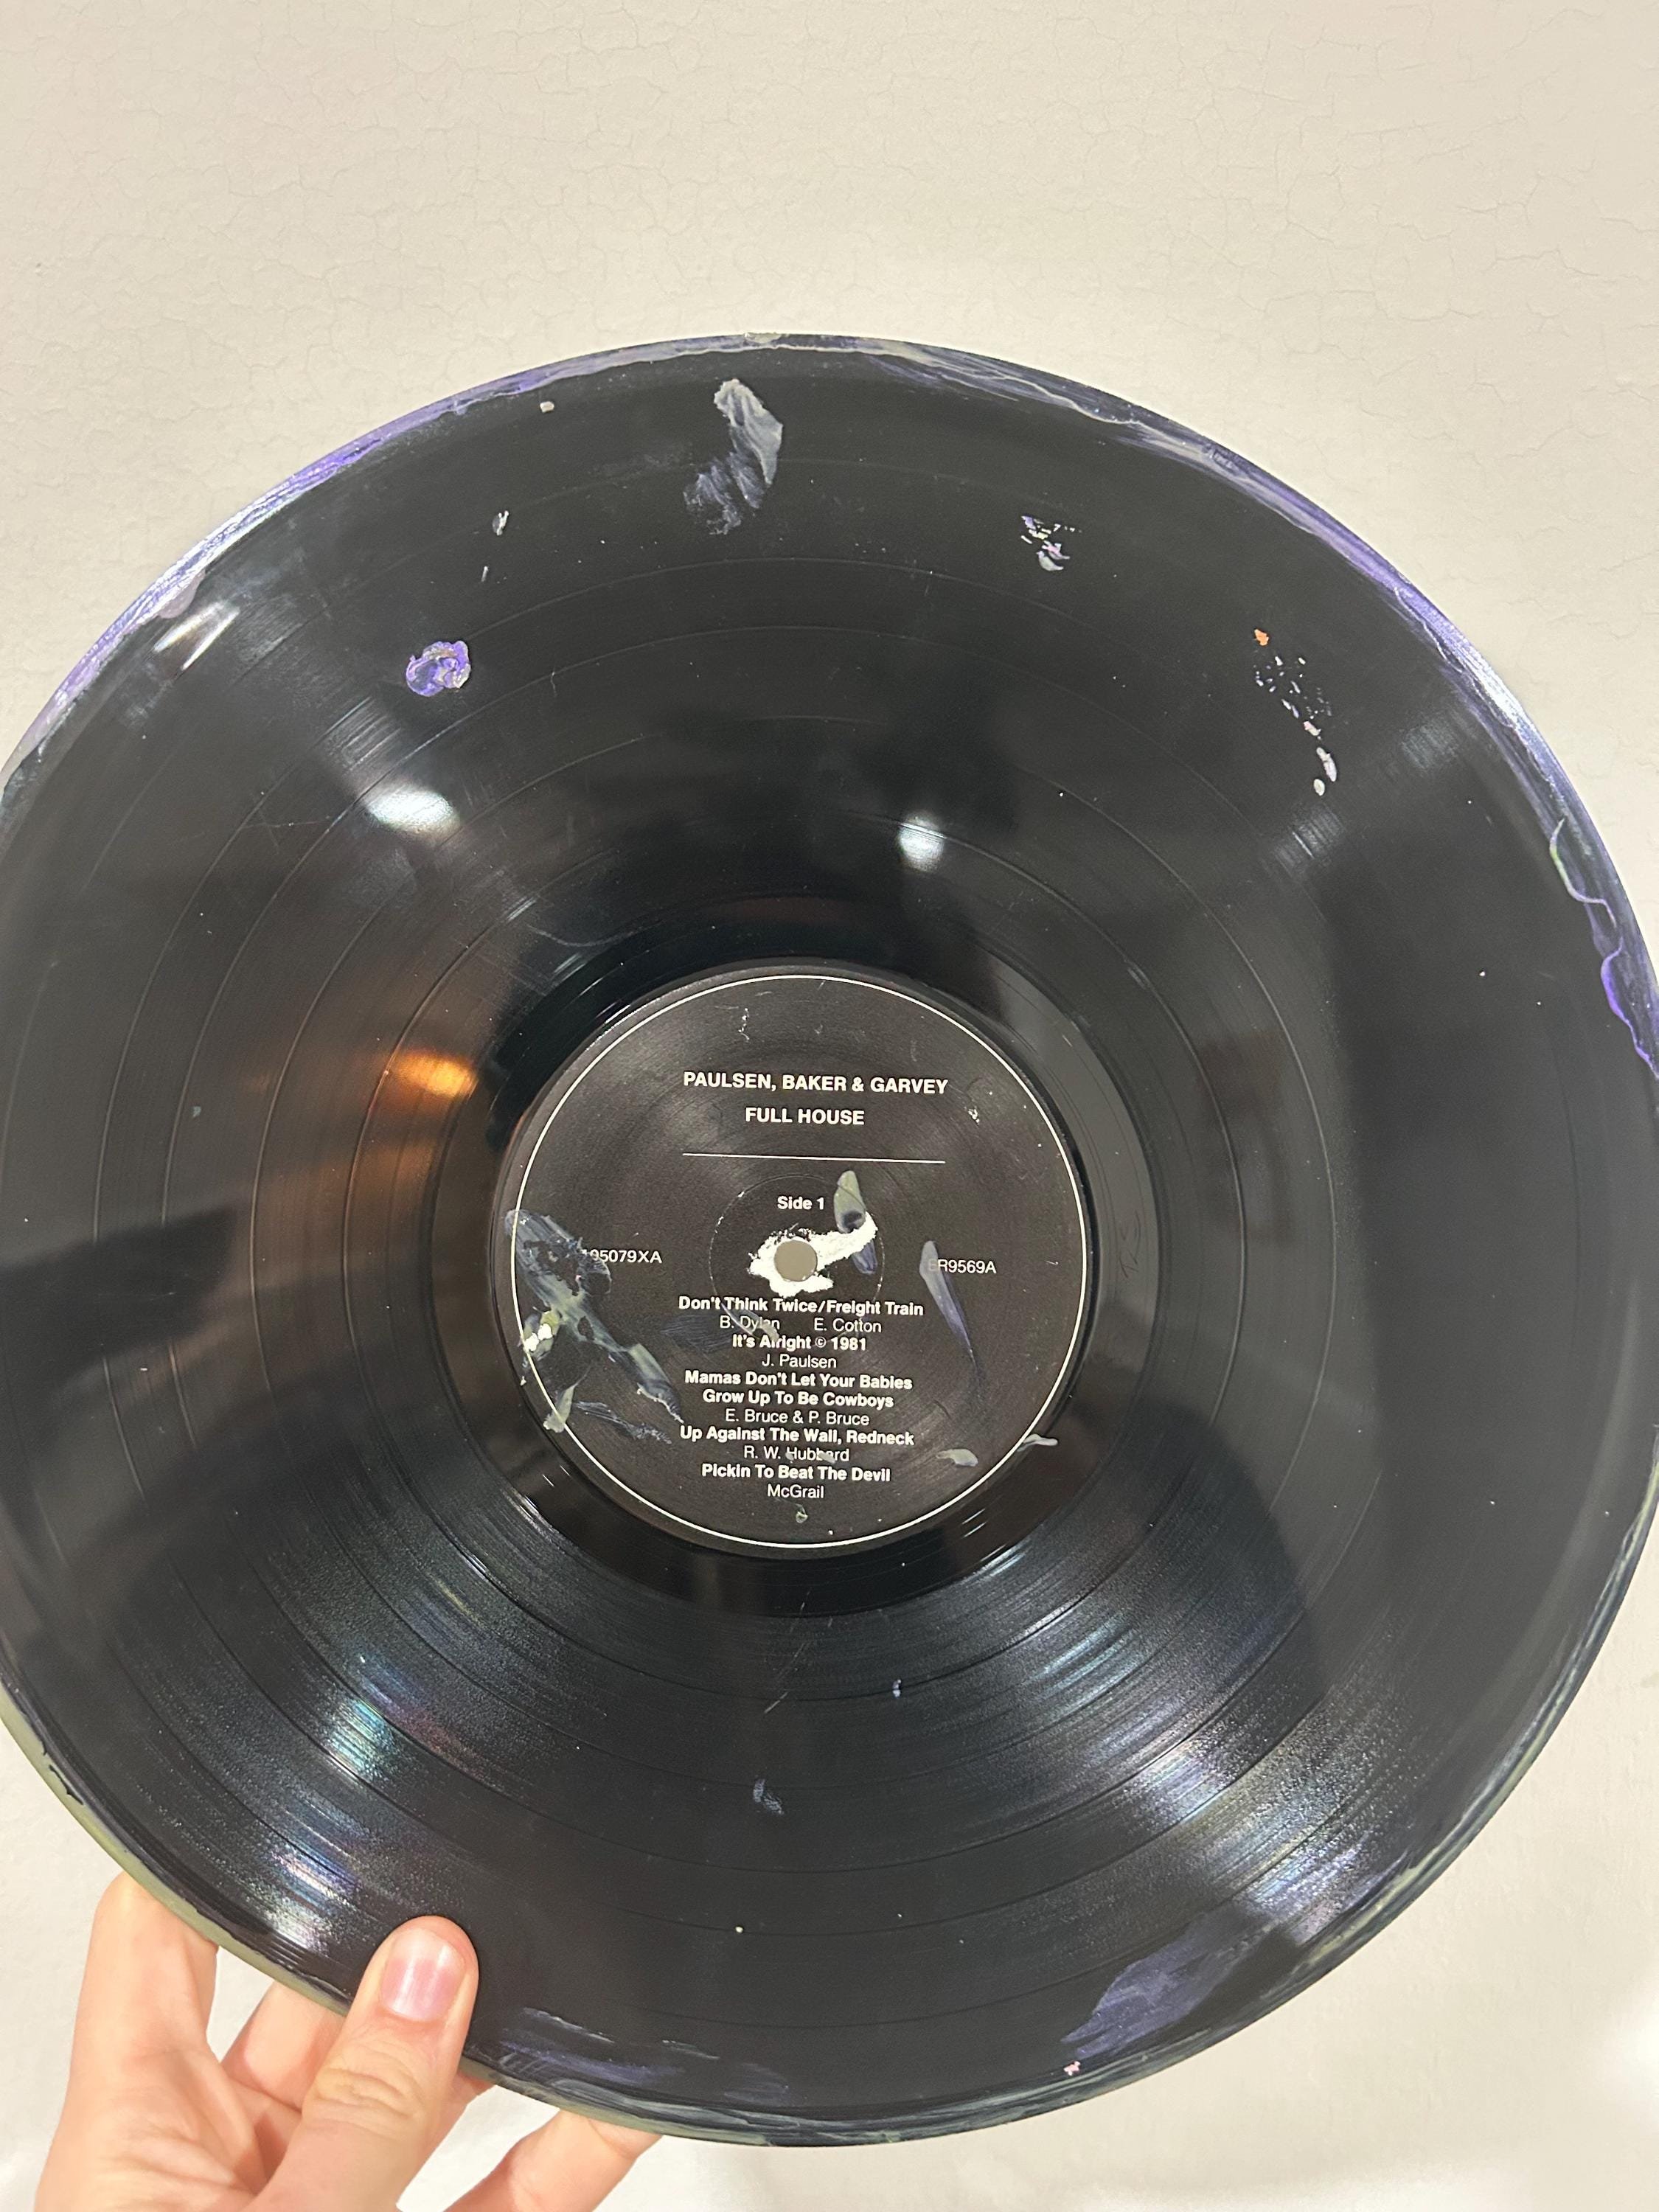 PAULSEN, BAKER & GARVEY
FULL HOUSE
Side 1
95079XA
R9569A
Don't Think Twice/Freight Train
B. Dylan E. Cotton
It's Alright © 1981
J. Paulsen
Mamas Don't Let Your Babies
Grow Up To Be Cowboys
E. Bruce & P. Bruce
Up Against The Wall, Redneck
R. W. Hubbard
Pickin To Beat The Devil
McGrail